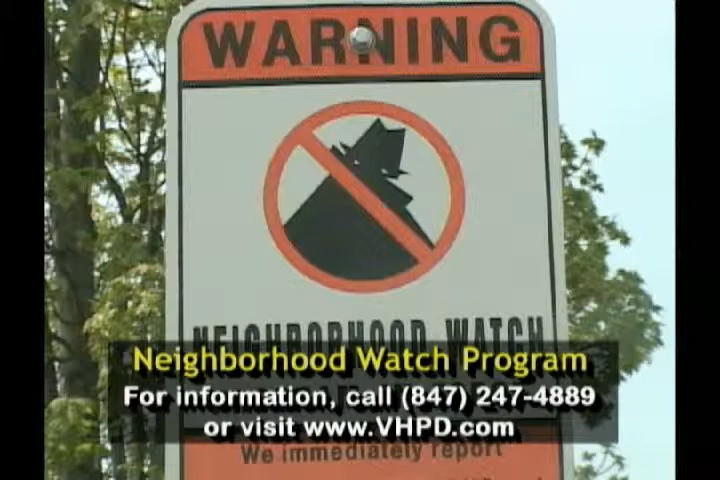 WARNING
NEIGHBORHOOD WATCH
Neighborhood Watch Program
For information, call (847) 247-4889
or visit www.VHPD.com
We immediately report